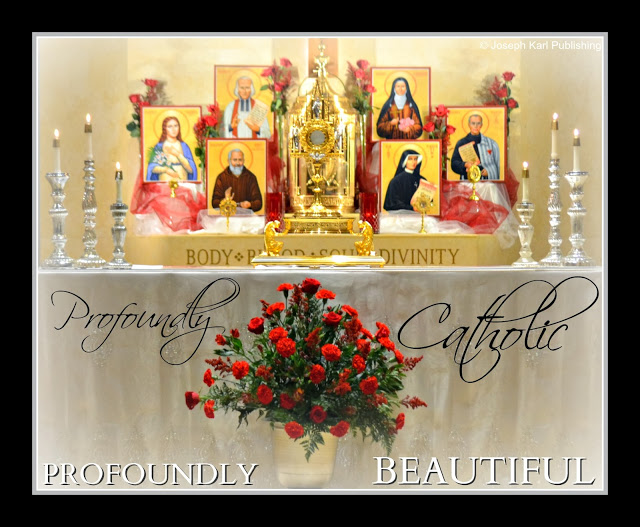 © Joseph Karl Publishing
BODY❖BLOOD❖SOUL❖DIVINITY
Profoundly
Catholic
PROFOUNDLY
BEAUTIFUL